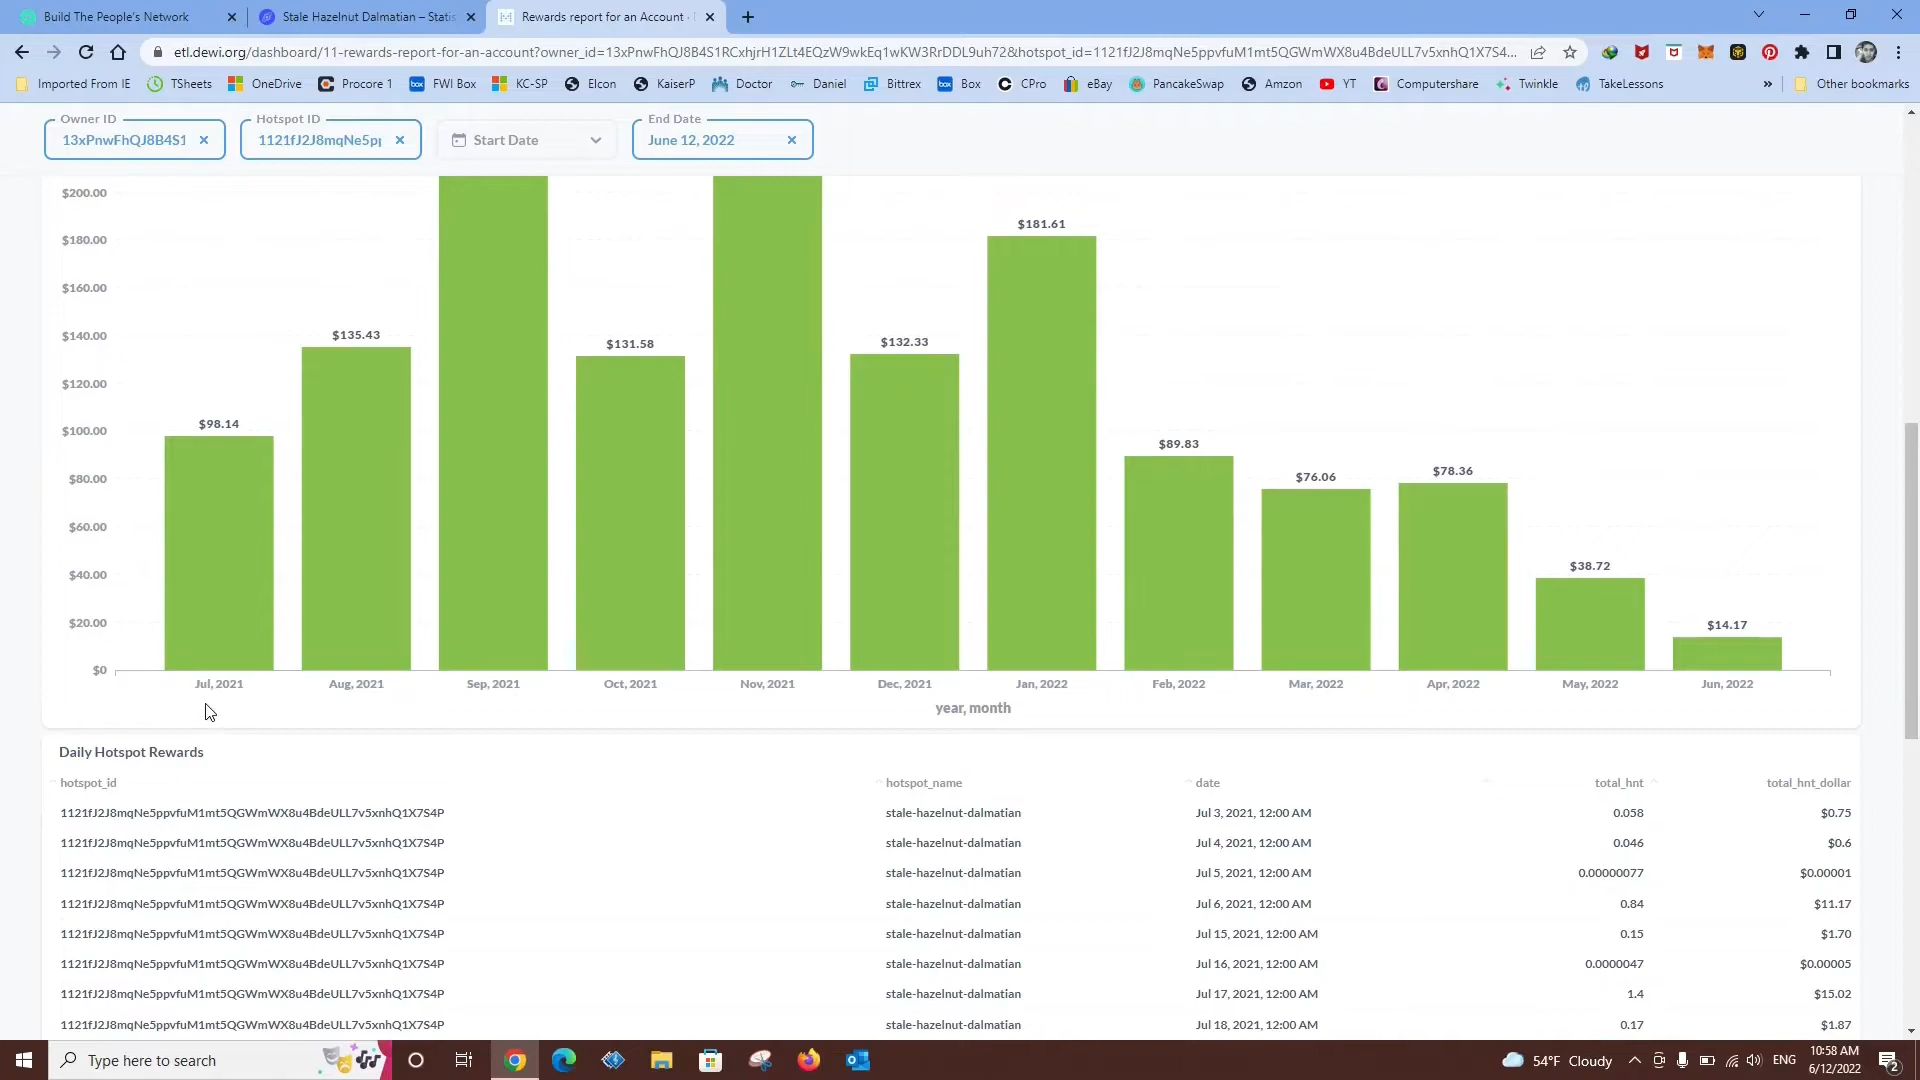 Build The People's Network
Stale Hazelnut Dalmatian – Statis
Rewards report for an Account ·
etl.dewi.org/dashboard/11-rewards-report-for-an-account?owner_id=13xPnwFhQJ8B4S1RCxhjrH1ZLt4EQzW9wkEq1wKW3RrDDL9uh72&hotspot_id=1121fJ2J8mqNe5ppvfuM1mt5QGWmWX8u4BdeULL7v5xnhQ1X7S4...
Imported From IE TSheets OneDrive Procore 1 FWI Box KC-SP Elcon KaiserP Doctor Daniel Bittrex Box CPro eBay PancakeSwap Amzon YT Computershare Twinkle TakeLessons » Other bookmarks
Owner ID Hotspot ID End Date
13xPnwFhQJ8B4S1 1121fJ2J8mqNe5pp Start Date June 12, 2022
$200.00
$181.61
$180.00
$160.00
$140.00
$135.43 $131.58 $132.33
$120.00
$100.00
$98.14 $89.83
$80.00
$76.06 $78.36
$60.00
$40.00
$38.72
$20.00
$14.17
$0
Jul, 2021 Aug, 2021 Sep, 2021 Oct, 2021 Nov, 2021 Dec, 2021 Jan, 2022 Feb, 2022 Mar, 2022 Apr, 2022 May, 2022 Jun, 2022
year, month
Daily Hotspot Rewards
hotspot_id hotspot_name date total_hnt total_hnt_dollar
1121fJ2J8mqNe5ppvfuM1mt5QGWmWX8u4BdeULL7v5xnhQ1X7S4P stale-hazelnut-dalmatian Jul 3, 2021, 12:00 AM 0.058 $0.75
1121fJ2J8mqNe5ppvfuM1mt5QGWmWX8u4BdeULL7v5xnhQ1X7S4P stale-hazelnut-dalmatian Jul 4, 2021, 12:00 AM 0.046 $0.6
1121fJ2J8mqNe5ppvfuM1mt5QGWmWX8u4BdeULL7v5xnhQ1X7S4P stale-hazelnut-dalmatian Jul 5, 2021, 12:00 AM 0.00000077 $0.00001
1121fJ2J8mqNe5ppvfuM1mt5QGWmWX8u4BdeULL7v5xnhQ1X7S4P stale-hazelnut-dalmatian Jul 6, 2021, 12:00 AM 0.84 $11.17
1121fJ2J8mqNe5ppvfuM1mt5QGWmWX8u4BdeULL7v5xnhQ1X7S4P stale-hazelnut-dalmatian Jul 15, 2021, 12:00 AM 0.15 $1.70
1121fJ2J8mqNe5ppvfuM1mt5QGWmWX8u4BdeULL7v5xnhQ1X7S4P stale-hazelnut-dalmatian Jul 16, 2021, 12:00 AM 0.0000047 $0.00005
1121fJ2J8mqNe5ppvfuM1mt5QGWmWX8u4BdeULL7v5xnhQ1X7S4P stale-hazelnut-dalmatian Jul 17, 2021, 12:00 AM 1.4 $15.02
1121fJ2J8mqNe5ppvfuM1mt5QGWmWX8u4BdeULL7v5xnhQ1X7S4P stale-hazelnut-dalmatian Jul 18, 2021, 12:00 AM 0.17 $1.87
Type here to search
54°F Cloudy
ENG
10:58 AM
6/12/2022
2